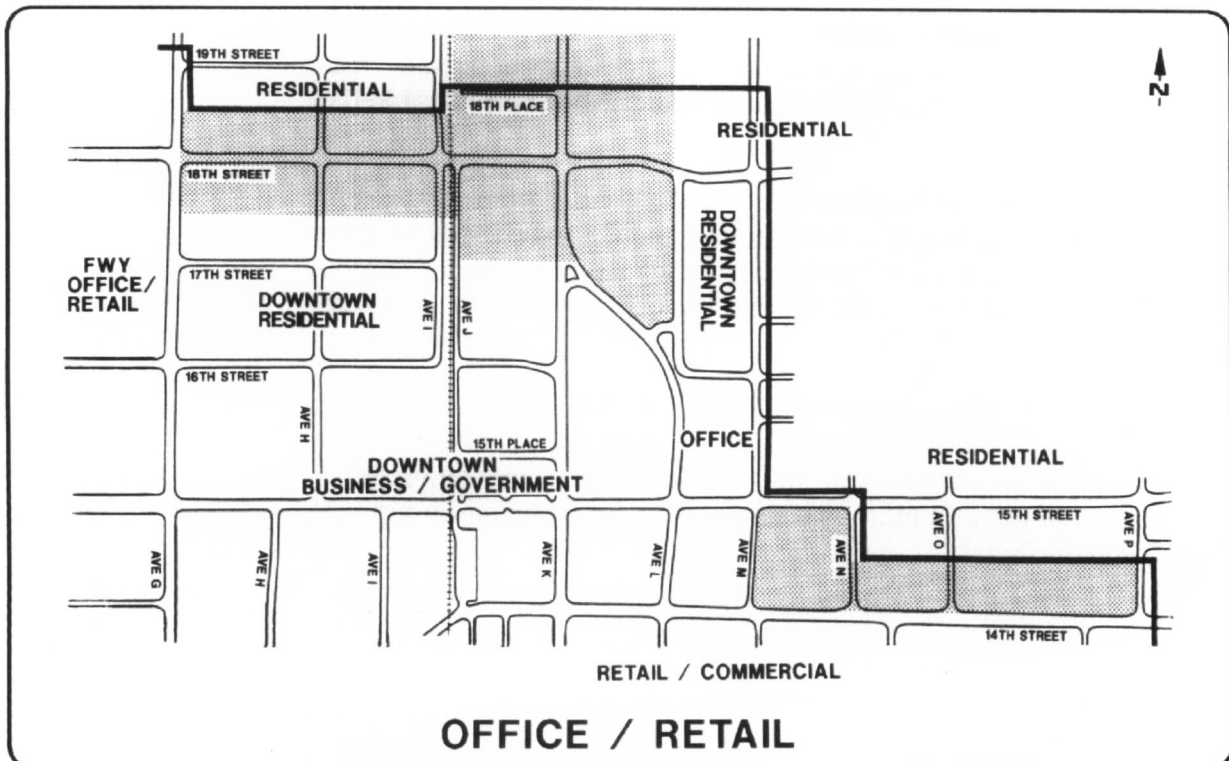 19TH STREET
RESIDENTIAL
18TH PLACE
N
RESIDENTIAL
18TH STREET
DOWNTOWN
RESIDENTIAL
FWY
OFFICE/
RETAIL
17TH STREET
DOWNTOWN
RESIDENTIAL
AVE I
AVE J
16TH STREET
AVE H
15TH PLACE
OFFICE
DOWNTOWN
BUSINESS / GOVERNMENT
RESIDENTIAL
15TH STREET
AVE G
AVE H
AVE I
AVE K
AVE L
AVE M
AVE N
AVE O
AVE P
14TH STREET
RETAIL / COMMERCIAL
OFFICE / RETAIL